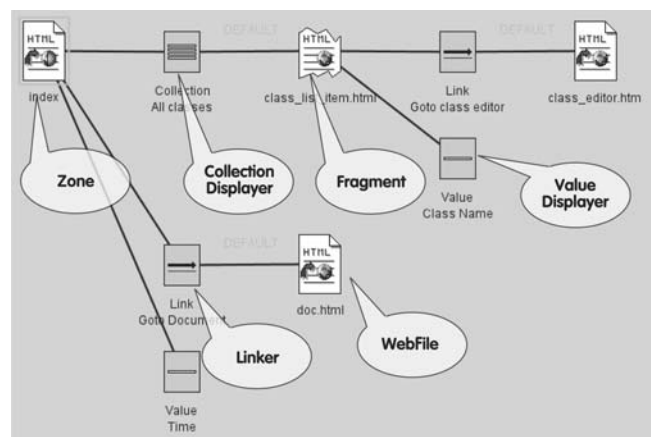 DEFAULT
DEFAULT
HTML
HTML
HTML
index
Collection
All classes
class_list_item.html
Link
Goto class editor
class_editor.htm
Zone
Collection
Displayer
Fragment
Value
Class Name
Value
Displayer
DEFAULT
HTML
Link
Goto Document
doc.html
Linker
WebFile
Value
Time